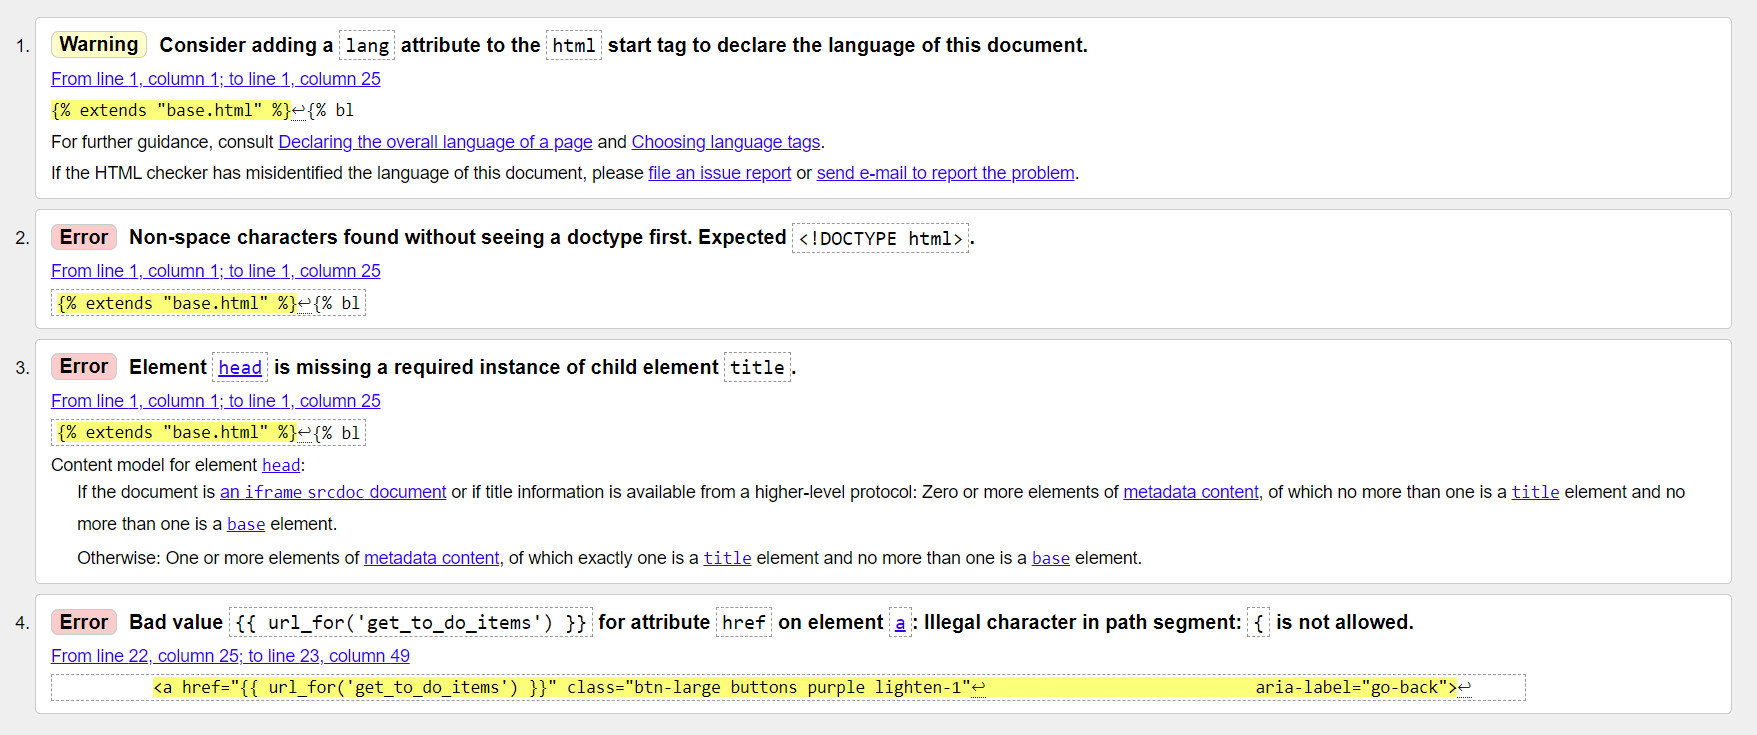 1. Warning Consider adding a lang attribute to the html start tag to declare the language of this document.
From line 1, column 1; to line 1, column 25
{% extends "base.html" %}↩{% bl
For further guidance, consult Declaring the overall language of a page and Choosing language tags.
If the HTML checker has misidentified the language of this document, please file an issue report or send e-mail to report the problem.
2. Error Non-space characters found without seeing a doctype first. Expected <!DOCTYPE html>.
From line 1, column 1; to line 1, column 25
{% extends "base.html" %}↩{% bl
3. Error Element head is missing a required instance of child element title.
From line 1, column 1; to line 1, column 25
{% extends "base.html" %}↩{% bl
Content model for element head:
If the document is an iframe srcdoc document or if title information is available from a higher-level protocol: Zero or more elements of metadata content, of which no more than one is a title element and no
more than one is a base element.
Otherwise: One or more elements of metadata content, of which exactly one is a title element and no more than one is a base element.
4. Error Bad value {{ url_for('get_to_do_items') }} for attribute href on element a: Illegal character in path segment: { is not allowed.
From line 22, column 25; to line 23, column 49
<a href="{{ url_for('get_to_do_items') }}" class="btn-large buttons purple lighten-1"↩ aria-label="go-back">↩